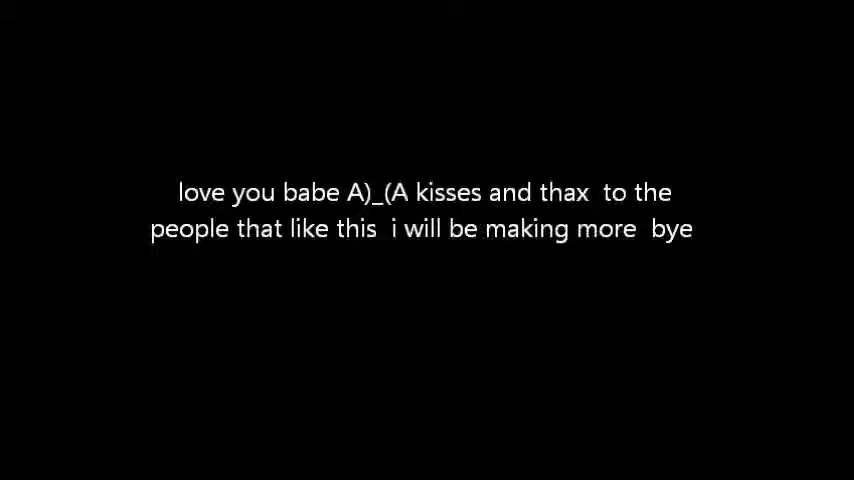 love you babe A)_(A kisses and thax  to the
people that like this  i will be making more  bye